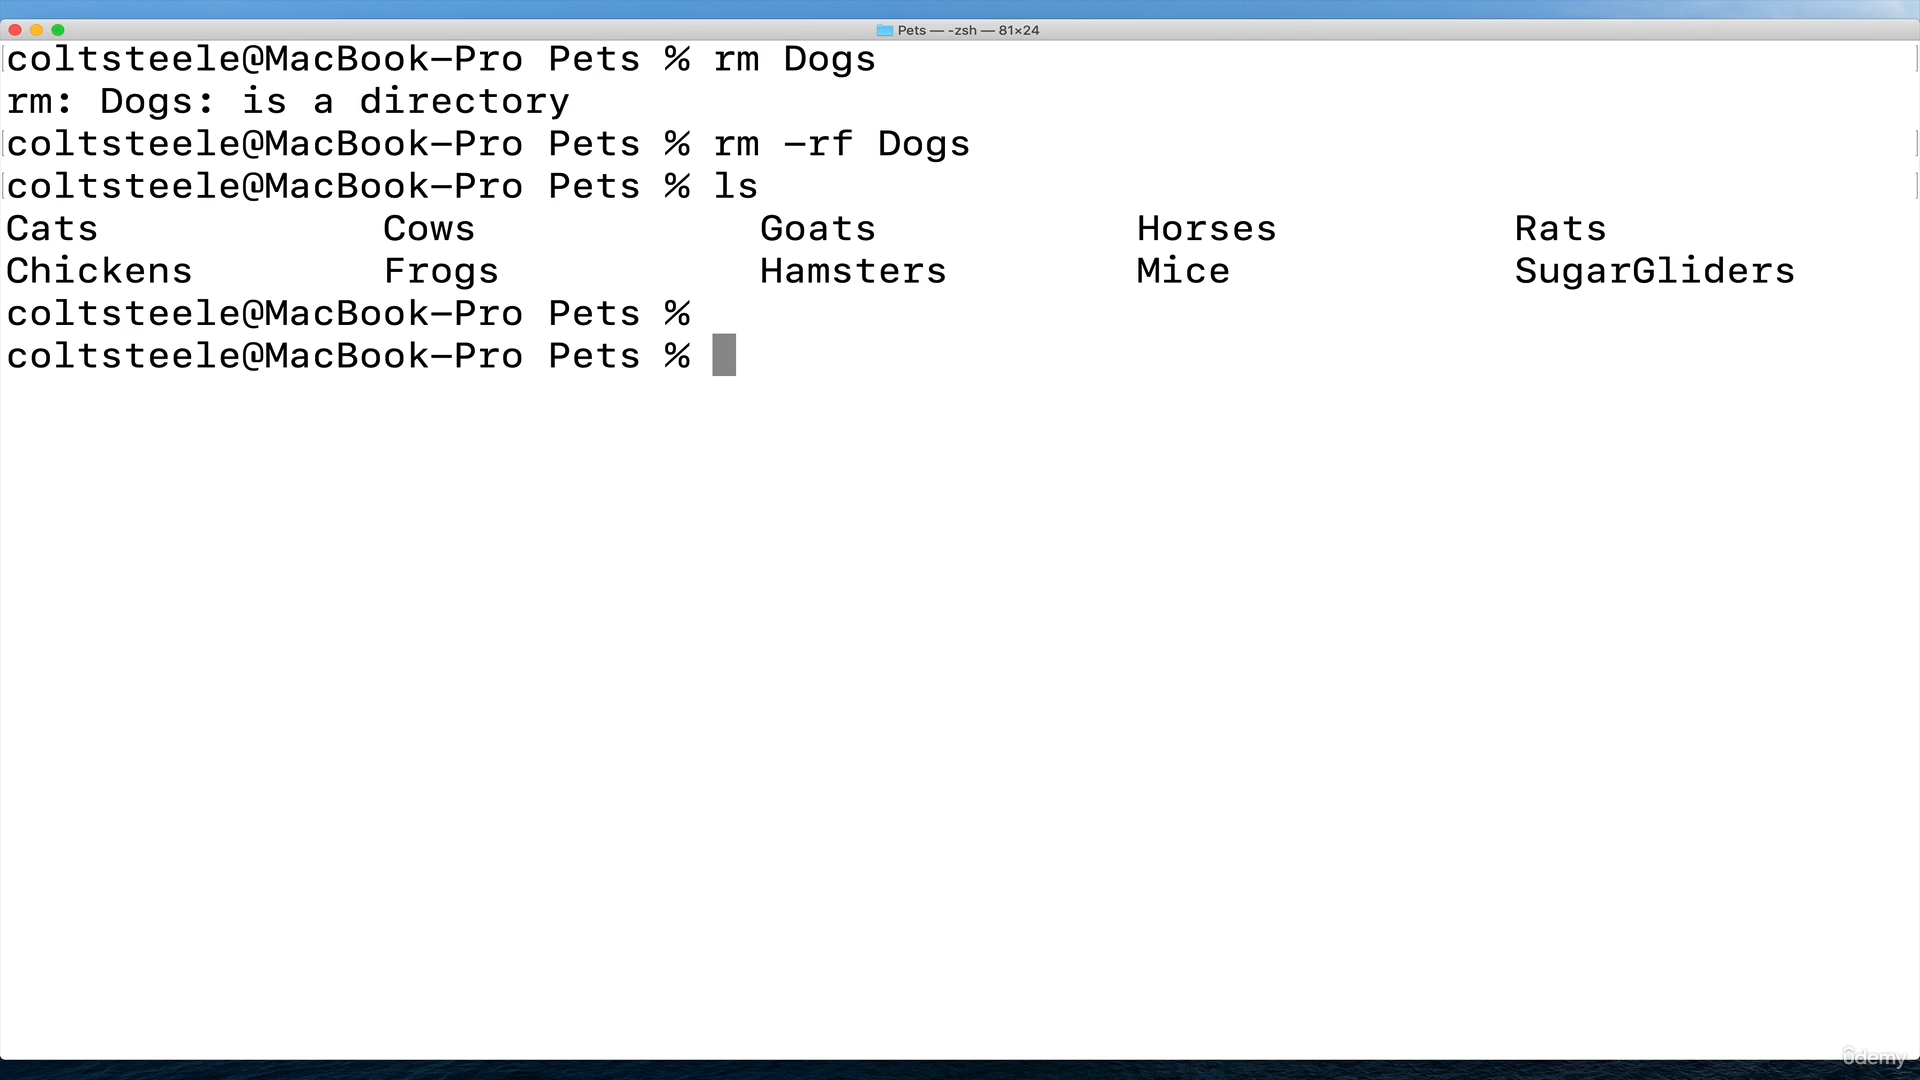 Pets — -zsh — 81×24
coltsteele@MacBook-Pro Pets % rm Dogs
rm: Dogs: is a directory
coltsteele@MacBook-Pro Pets % rm -rf Dogs
coltsteele@MacBook-Pro Pets % ls
Cats Cows Goats Horses Rats
Chickens Frogs Hamsters Mice SugarGliders
coltsteele@MacBook-Pro Pets %
coltsteele@MacBook-Pro Pets %
ûdemy